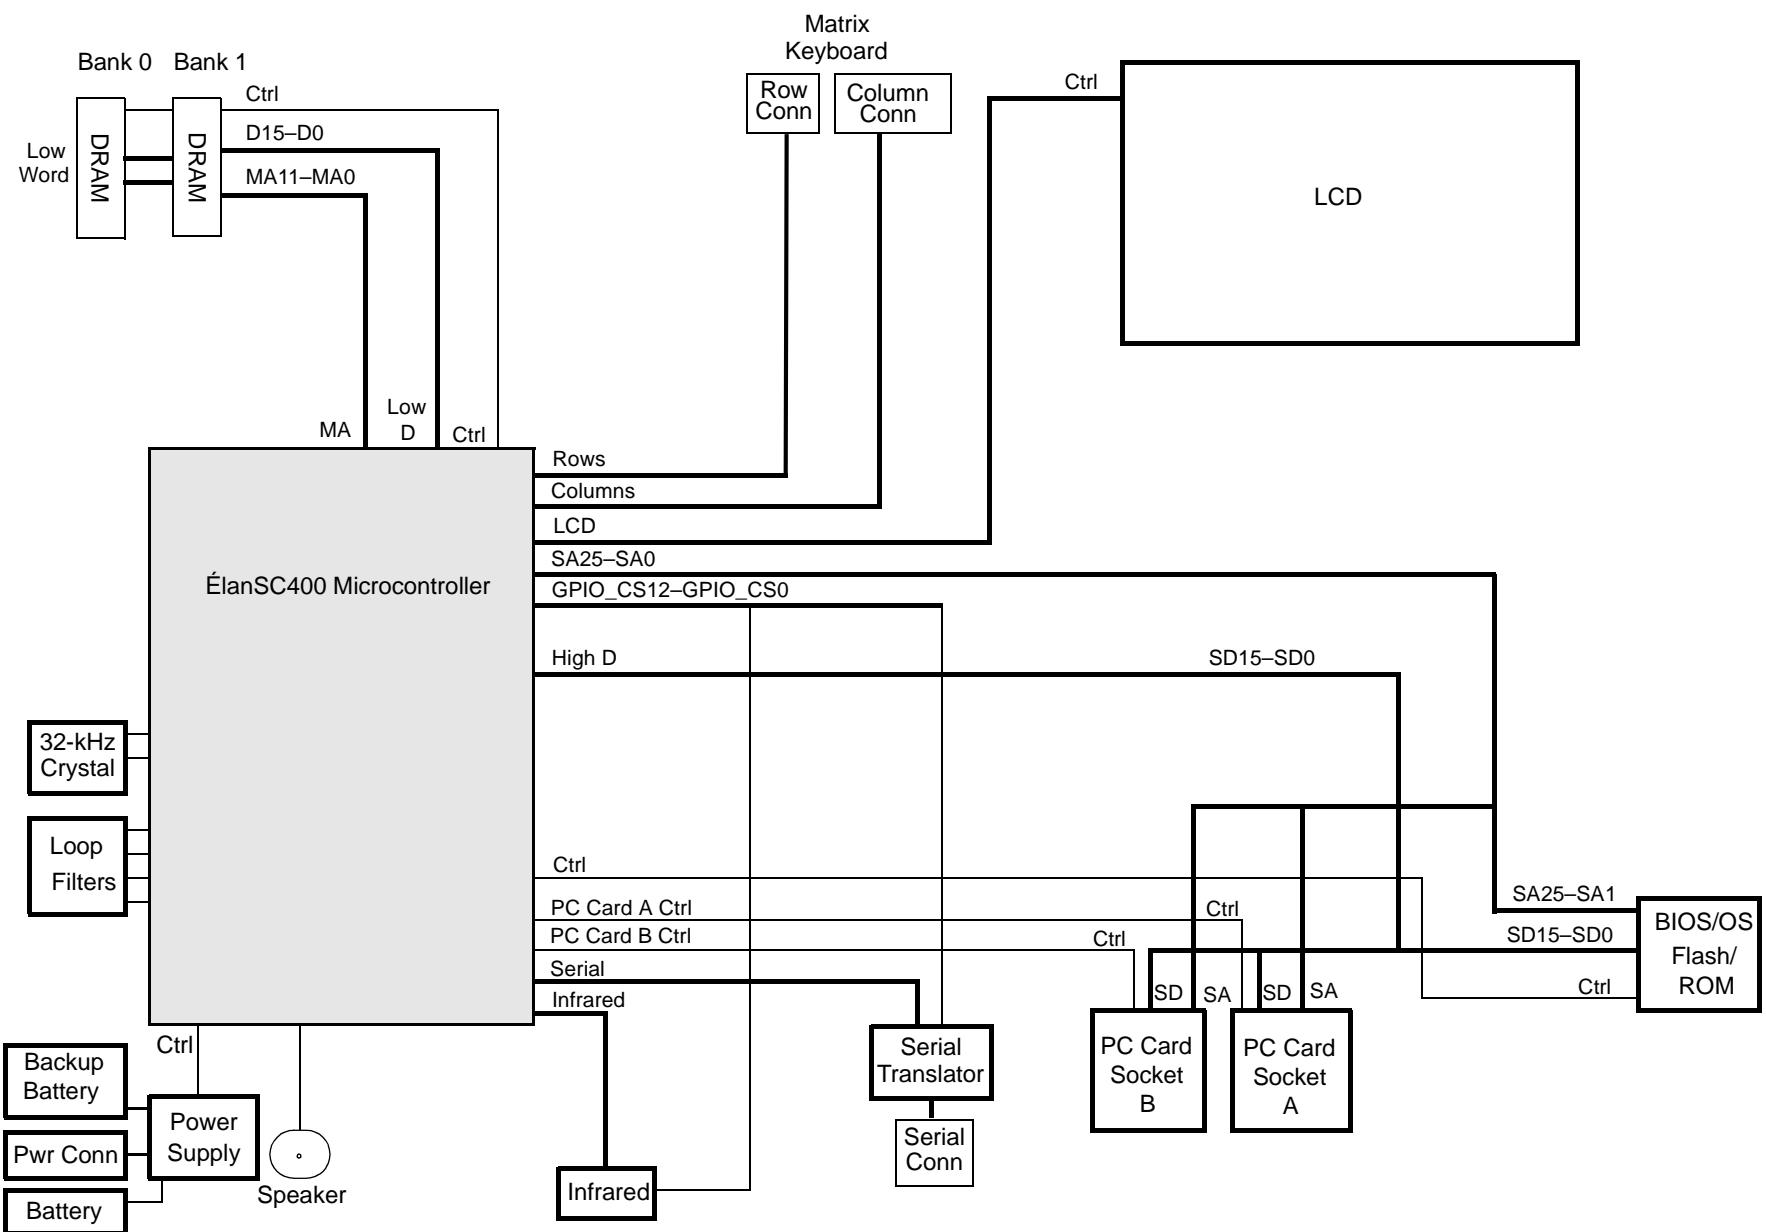 Matrix
Keyboard
Bank 0 Bank 1
Ctrl
Row
Conn
Column
Conn
Ctrl
D15–D0
DRAM
DRAM
Low
Word
MA11–MA0
LCD
MA
Low
D
Ctrl
Rows
Columns
LCD
SA25–SA0
ÉlanSC400 Microcontroller
GPIO_CS12–GPIO_CS0
High D
SD15–SD0
32-kHz
Crystal
Loop
Filters
Ctrl
PC Card A Ctrl
Ctrl
PC Card B Ctrl
Ctrl
SA25–SA1
SD15–SD0
BIOS/OS
Flash/
ROM
Ctrl
Serial
Infrared
SD
SA
SD
SA
Ctrl
Backup
Battery
Power
Supply
Pwr Conn
Battery
Speaker
Infrared
Serial
Translator
Serial
Conn
PC Card
Socket
B
PC Card
Socket
A